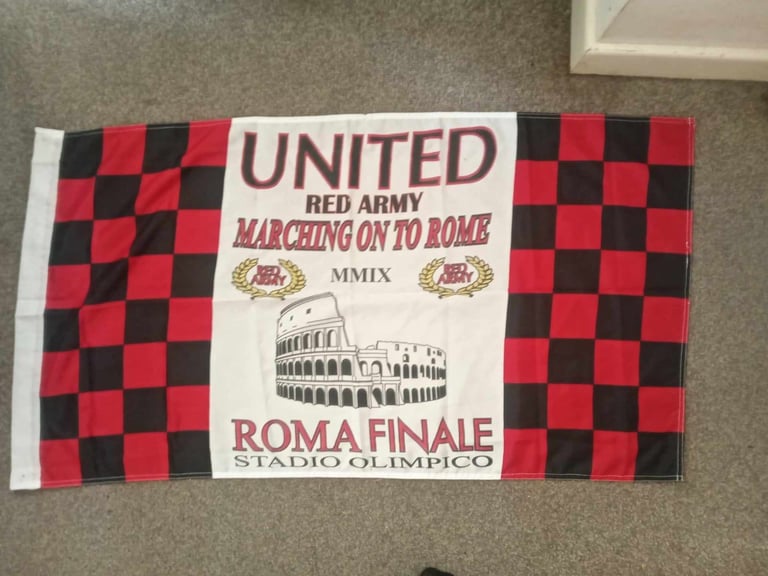 UNITED
RED ARMY
MARCHING ON TO ROME
RED ARMY
MMIX
RED ARMY
ROMA FINALE
STADIO OLIMPICO